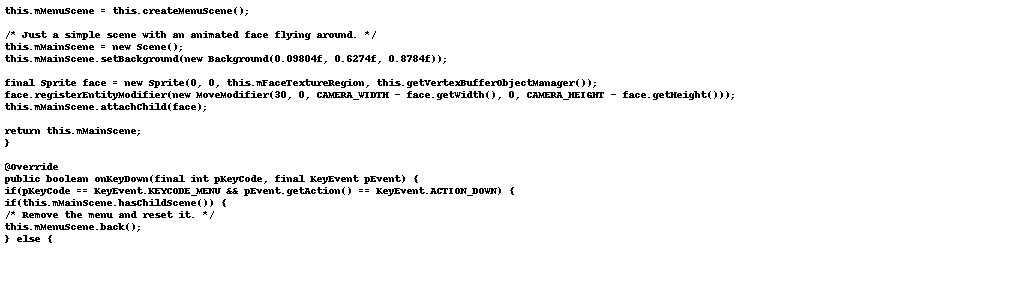 this.mMenuScene = this.createMenuScene();
/* Just a simple scene with an animated face flying around. */
this.mMainScene = new Scene();
this.mMainScene.setBackground(new Background(0.09804f, 0.6274f, 0.8784f));
final Sprite face = new Sprite(0, 0, this.mFaceTextureRegion, this.getVertexBufferObjectManager());
face.registerEntityModifier(new MoveModifier(30, 0, CAMERA_WIDTH - face.getWidth(), 0, CAMERA_HEIGHT - face.getHeight()));
this.mMainScene.attachChild(face);
return this.mMainScene;
}
@Override
public boolean onKeyDown(final int pKeyCode, final KeyEvent pEvent) {
if(pKeyCode == KeyEvent.KEYCODE_MENU && pEvent.getAction() == KeyEvent.ACTION_DOWN) {
if(this.mMainScene.hasChildScene()) {
/* Remove the menu and reset it. */
this.mMenuScene.back();
} else {